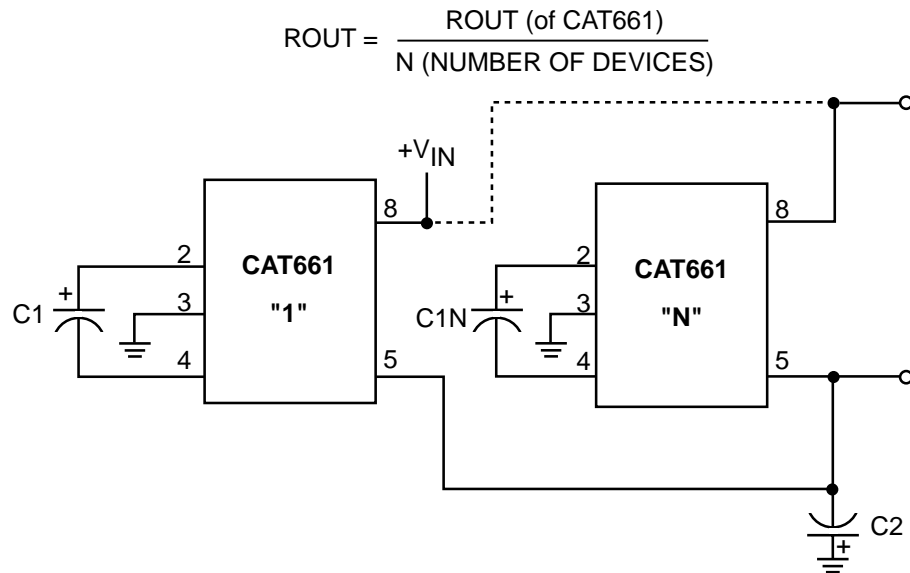 ROUT = ROUT (of CAT661)
N (NUMBER OF DEVICES)
+VIN
8
8
2
CAT661
2
CAT661
C1
+
3
"1"
C1N
+
3
"N"
4
5
4
5
C2
+